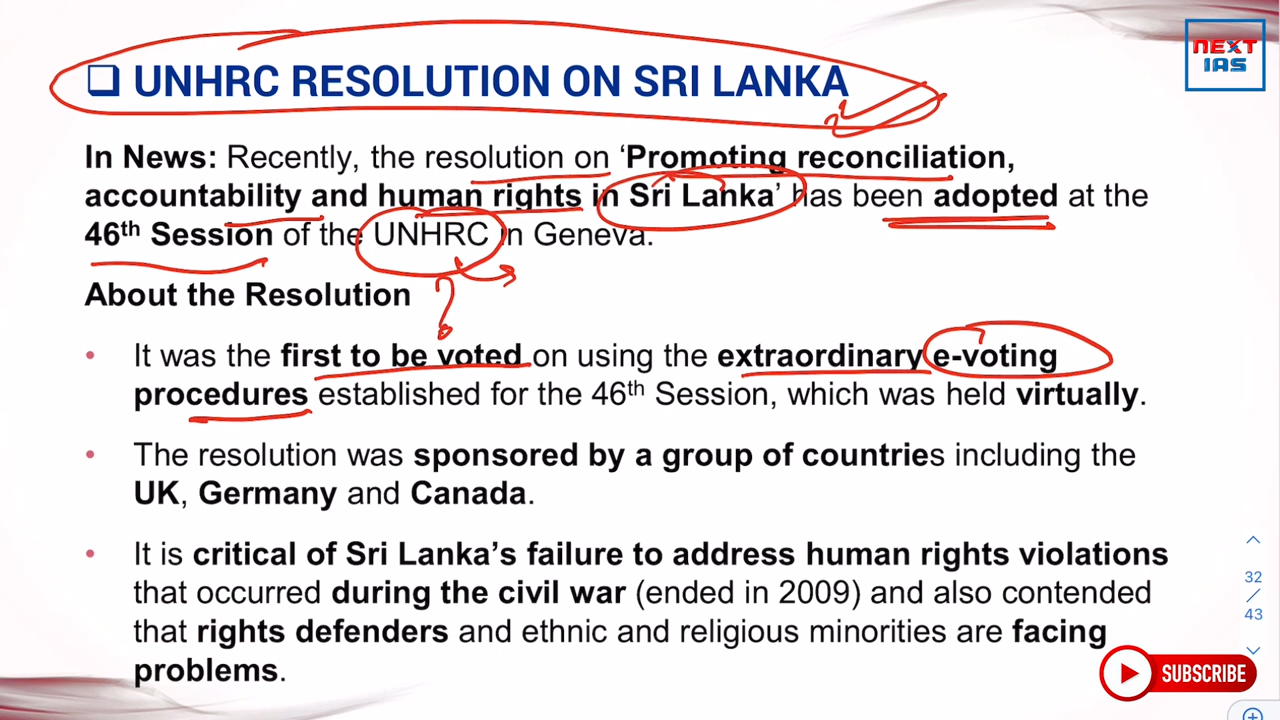 NEXT
IAS
❑ UNHRC RESOLUTION ON SRI LANKA
In News: Recently, the resolution on ‘Promoting reconciliation,
accountability and human rights in Sri Lanka’ has been adopted at the
46th Session of the UNHRC in Geneva.
About the Resolution
• It was the first to be voted on using the extraordinary e-voting
procedures established for the 46th Session, which was held virtually.
• The resolution was sponsored by a group of countries including the
UK, Germany and Canada.
• It is critical of Sri Lanka’s failure to address human rights violations
that occurred during the civil war (ended in 2009) and also contended
that rights defenders and ethnic and religious minorities are facing
problems.
32
/
43
SUBSCRIBE